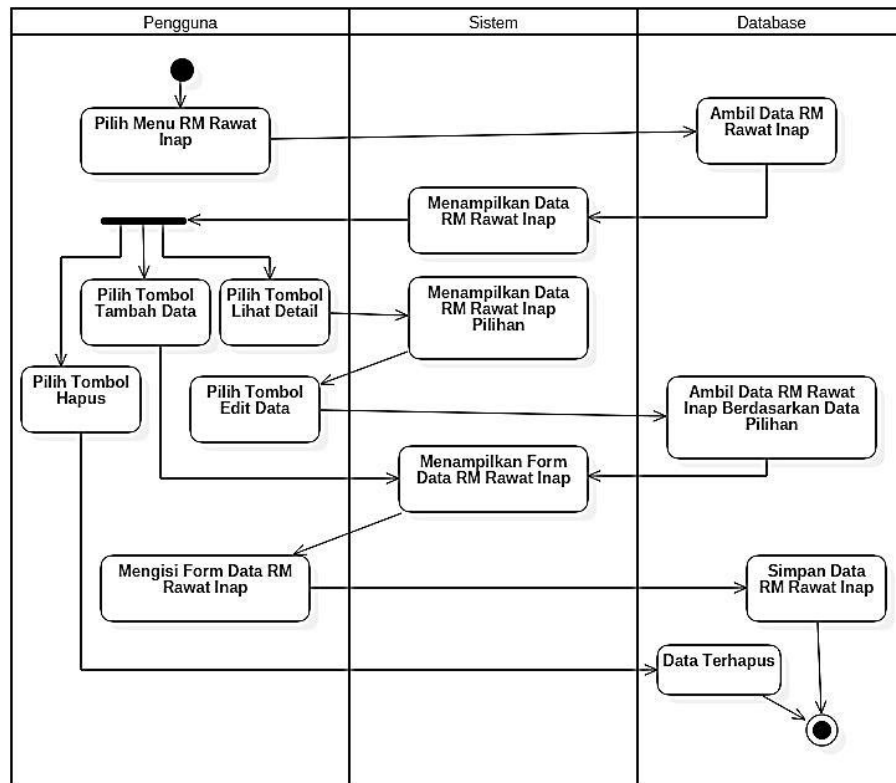 Pengguna
Sistem
Database
Pilih Menu RM Rawat
Inap
Ambil Data RM
Rawat Inap
Menampilkan Data
RM Rawat Inap
Pilih Tombol
Tambah Data
Pilih Tombol
Lihat Detail
Menampilkan Data
RM Rawat Inap
Pilihan
Pilih Tombol
Hapus
Pilih Tombol
Edit Data
Ambil Data RM Rawat
Inap Berdasarkan Data
Pilihan
Menampilkan Form
Data RM Rawat Inap
Mengisi Form Data RM
Rawat Inap
Simpan Data
RM Rawat Inap
Data Terhapus